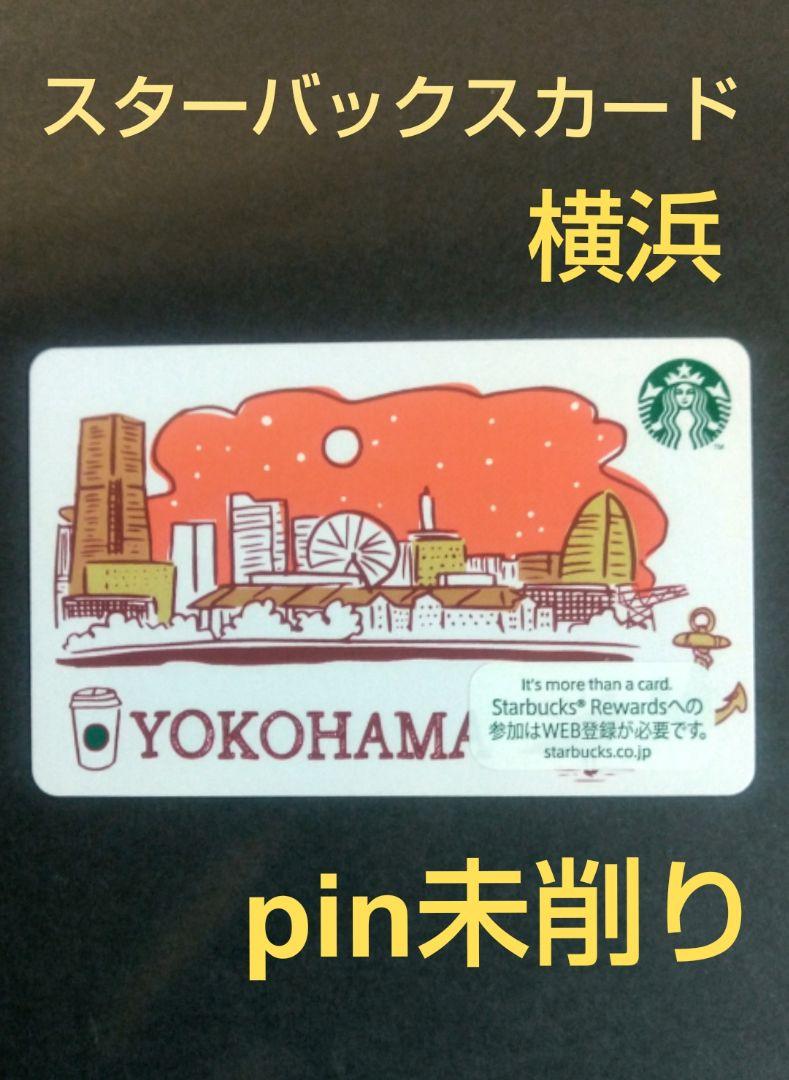 スターバックスカード
横浜
YOKOHAMA
It's more than a card.
Starbucks® Rewardsへの
参加はWEB登録が必要です。
starbucks.co.jp
pin未削り